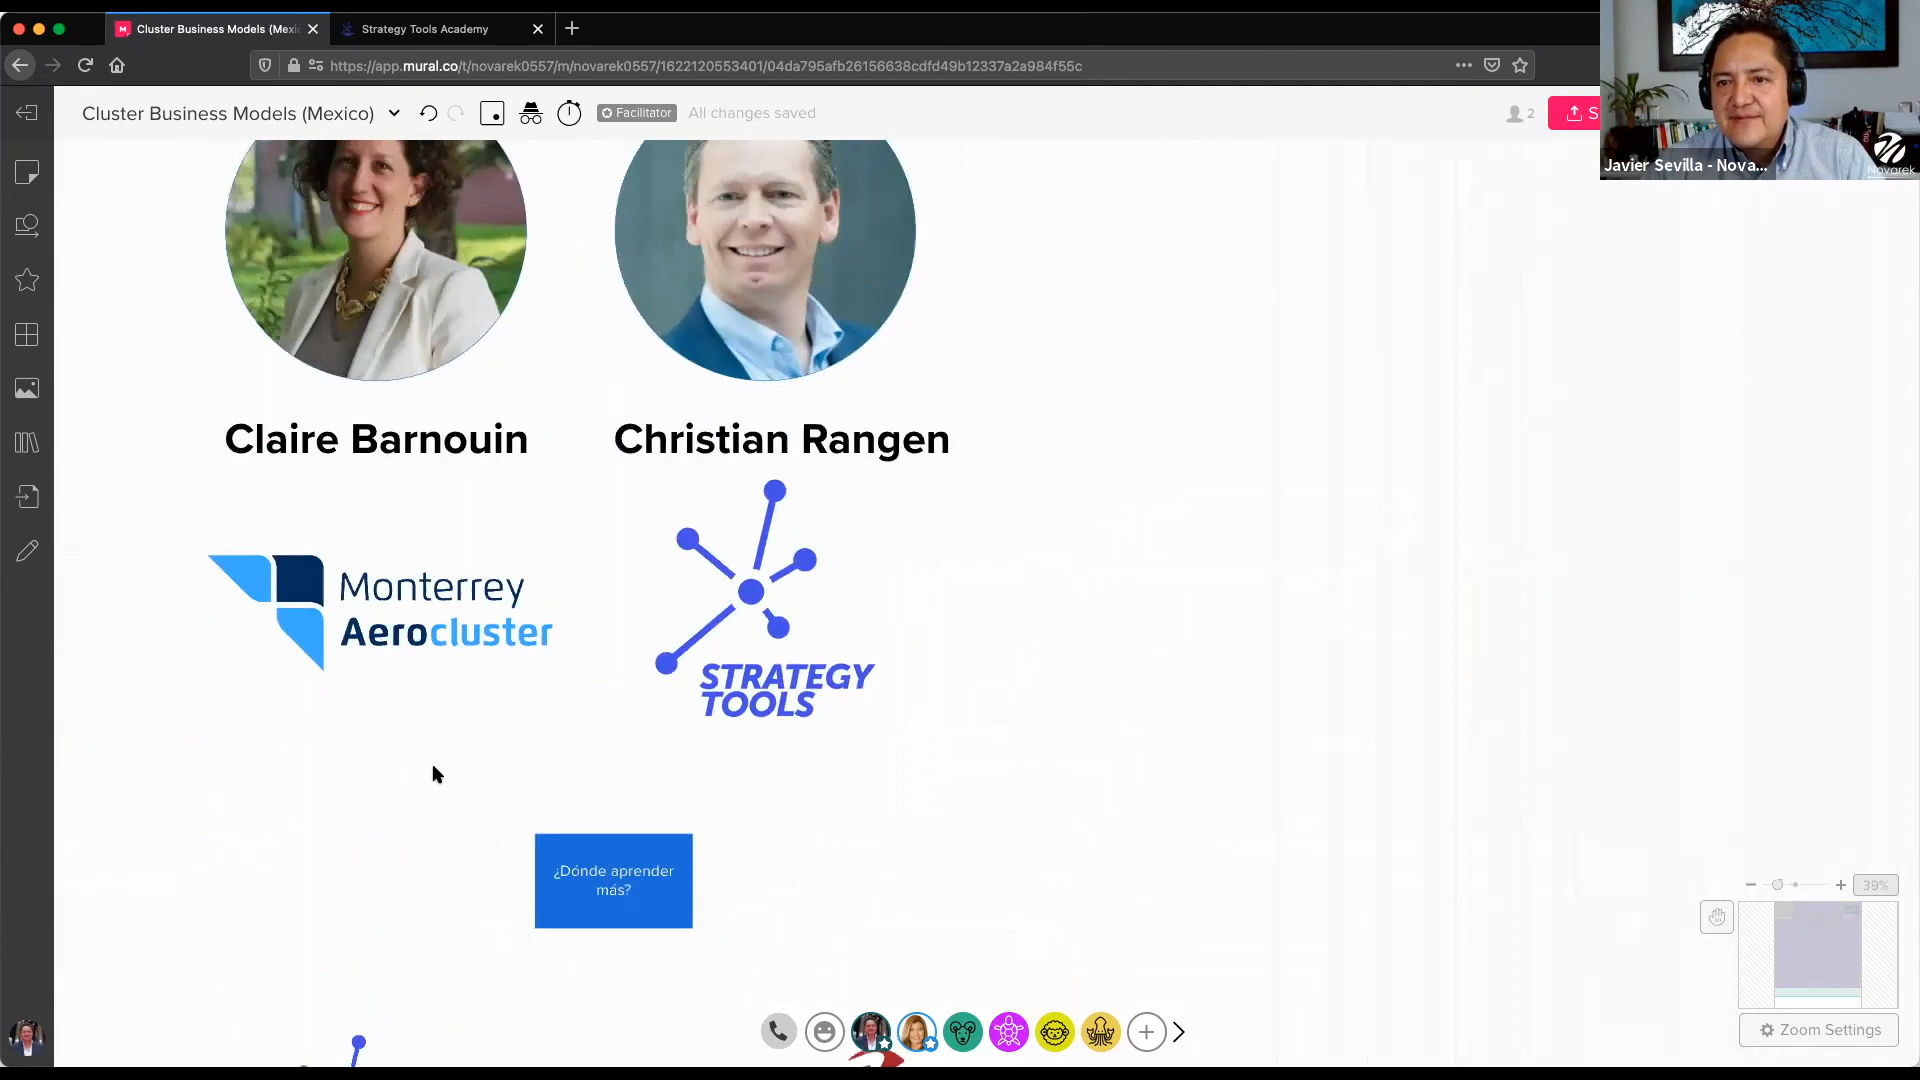 Cluster Business Models (Mexic
Strategy Tools Academy
https://app.mural.co/t/novarek0557/m/novarek0557/1622120553401/04da795afb26156638cdfd49b12337a2a984f55c
Cluster Business Models (Mexico)
Facilitator
All changes saved
2
S
Javier Sevilla - Nova...
Novarek
Claire Barnouin
Christian Rangen
Monterrey
Aerocluster
STRATEGY
TOOLS
¿Dónde aprender
más?
39%
Zoom Settings